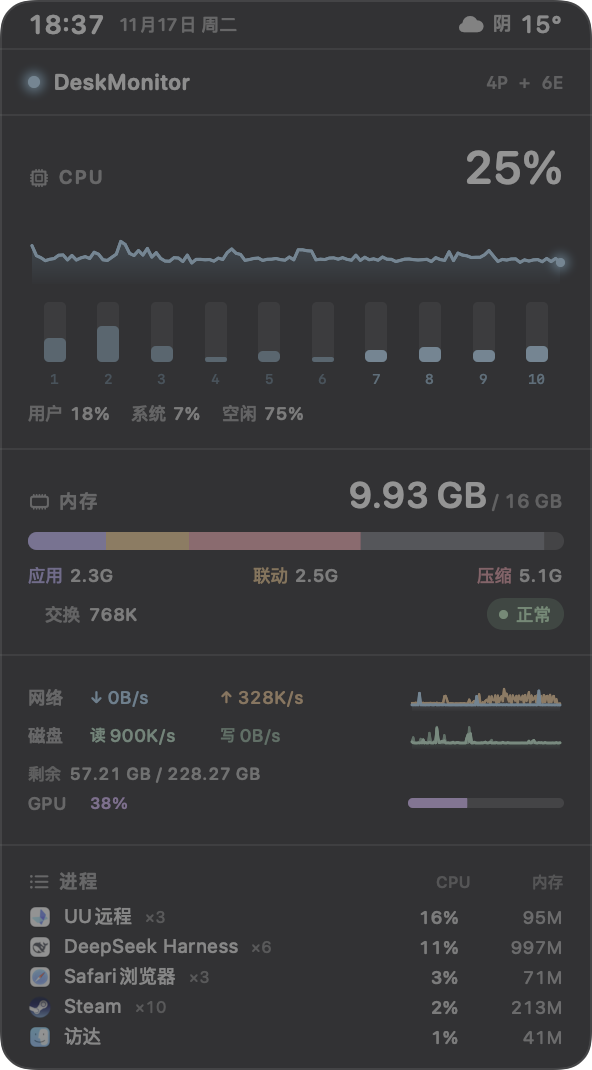 18:37 11月17日 周二 阴 15°
DeskMonitor 4P + 6E
CPU 25%
1 2 3 4 5 6 7 8 9 10
用户 18% 系统 7% 空闲 75%
内存 9.93 GB / 16 GB
应用 2.3G 联动 2.5G 压缩 5.1G
交换 768K 正常
网络 ↓ 0B/s ↑ 328K/s
磁盘 读 900K/s 写 0B/s
剩余 57.21 GB / 228.27 GB
GPU 38%
进程 CPU 内存
UU远程 ×3 16% 95M
DeepSeek Harness ×6 11% 997M
Safari浏览器 ×3 3% 71M
Steam ×10 2% 213M
访达 1% 41M